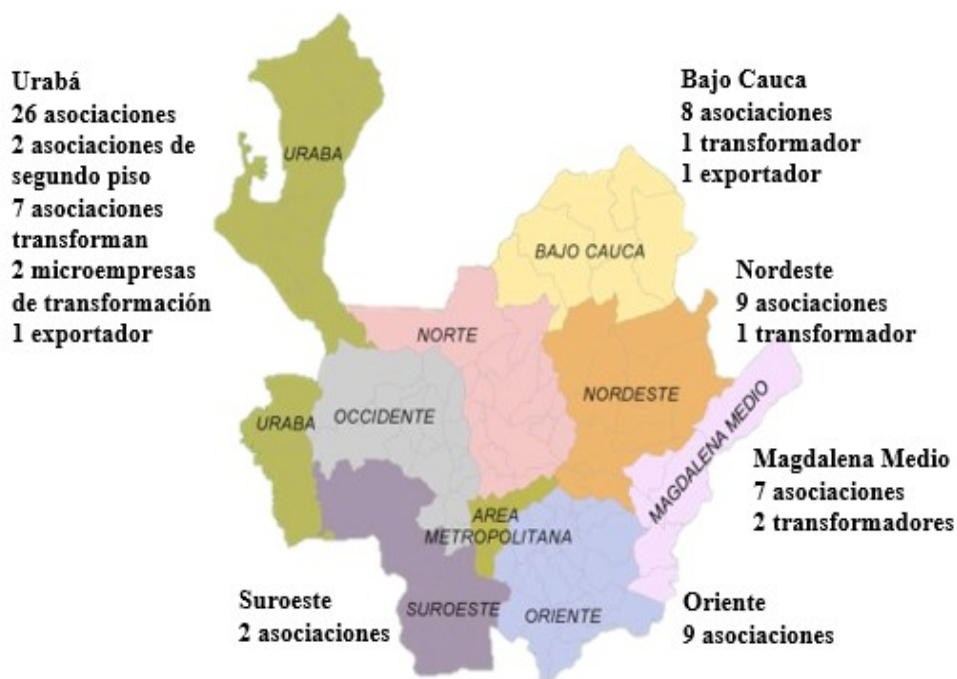 Urabá
26 asociaciones
2 asociaciones de
segundo piso
7 asociaciones
transforman
2 microempresas
de transformación
1 exportador
Bajo Cauca
8 asociaciones
1 transformador
1 exportador
Nordeste
9 asociaciones
1 transformador
Magdalena Medio
7 asociaciones
2 transformadores
Oriente
9 asociaciones
Suroeste
2 asociaciones
URABA
BAJO CAUCA
NORTE
NORDESTE
OCCIDENTE
URABA
MAGDALENA MEDIO
AREA
METROPOLITANA
SUROESTE
ORIENTE